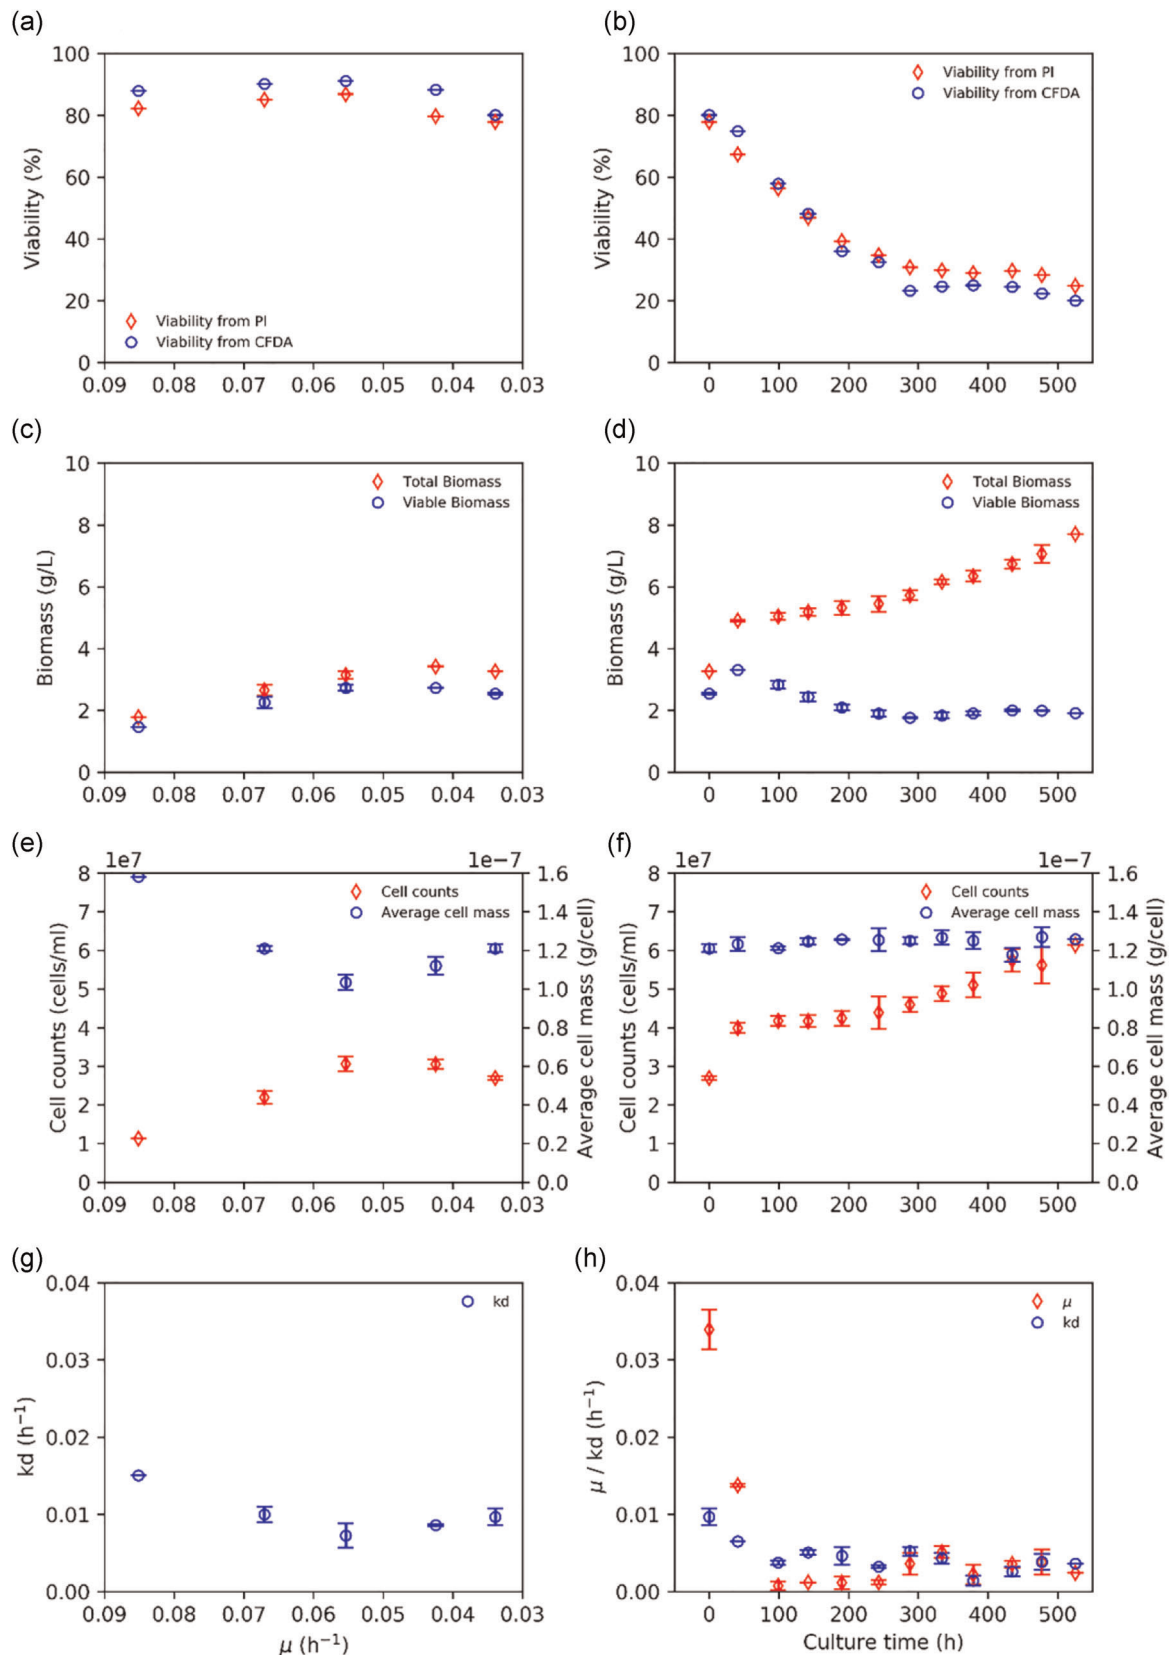 (a)
100
80
60
40
20
0
Viability (%)
Viability from PI
Viability from CFDA
0.09 0.08 0.07 0.06 0.05 0.04 0.03
(b)
100
80
60
40
20
0
Viability (%)
Viability from PI
Viability from CFDA
0 100 200 300 400 500
(c)
10
8
6
4
2
0
Biomass (g/L)
Total Biomass
Viable Biomass
0.09 0.08 0.07 0.06 0.05 0.04 0.03
(d)
10
8
6
4
2
0
Biomass (g/L)
Total Biomass
Viable Biomass
0 100 200 300 400 500
(e)
1e7
1e−7
8
7
6
5
4
3
2
1
0
Cell counts (cells/ml)
Cell counts
Average cell mass
1.6
1.4
1.2
1.0
0.8
0.6
0.4
0.2
0.0
Average cell mass (g/cell)
0.09 0.08 0.07 0.06 0.05 0.04 0.03
(f)
1e7
1e−7
8
7
6
5
4
3
2
1
0
Cell counts (cells/ml)
Cell counts
Average cell mass
1.6
1.4
1.2
1.0
0.8
0.6
0.4
0.2
0.0
Average cell mass (g/cell)
0 100 200 300 400 500
(g)
0.04
0.03
0.02
0.01
0.00
kd (h⁻¹)
kd
0.09 0.08 0.07 0.06 0.05 0.04 0.03
μ (h⁻¹)
(h)
0.04
0.03
0.02
0.01
0.00
μ / kd (h⁻¹)
μ
kd
0 100 200 300 400 500
Culture time (h)